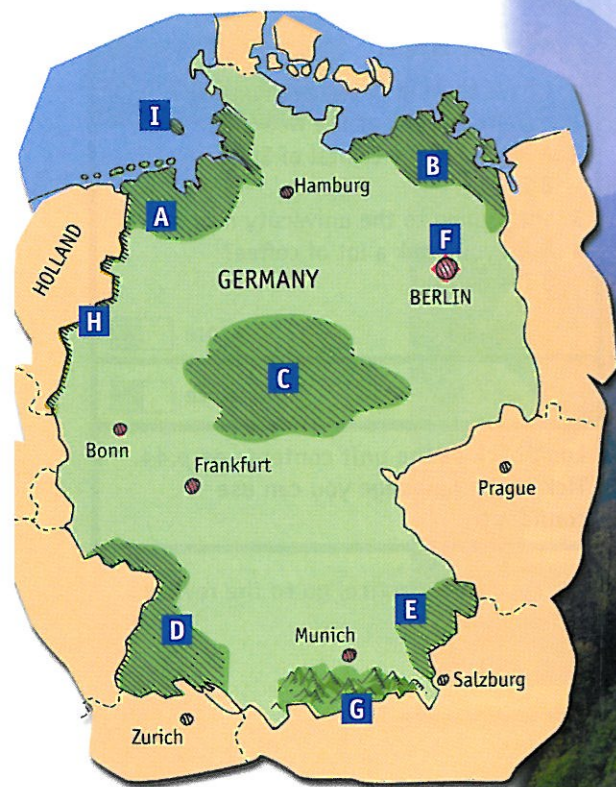 I
B
Hamburg
A
F
HOLLAND
GERMANY
BERLIN
H
C
Bonn
Frankfurt
Prague
E
D
Munich
Salzburg
G
Zurich